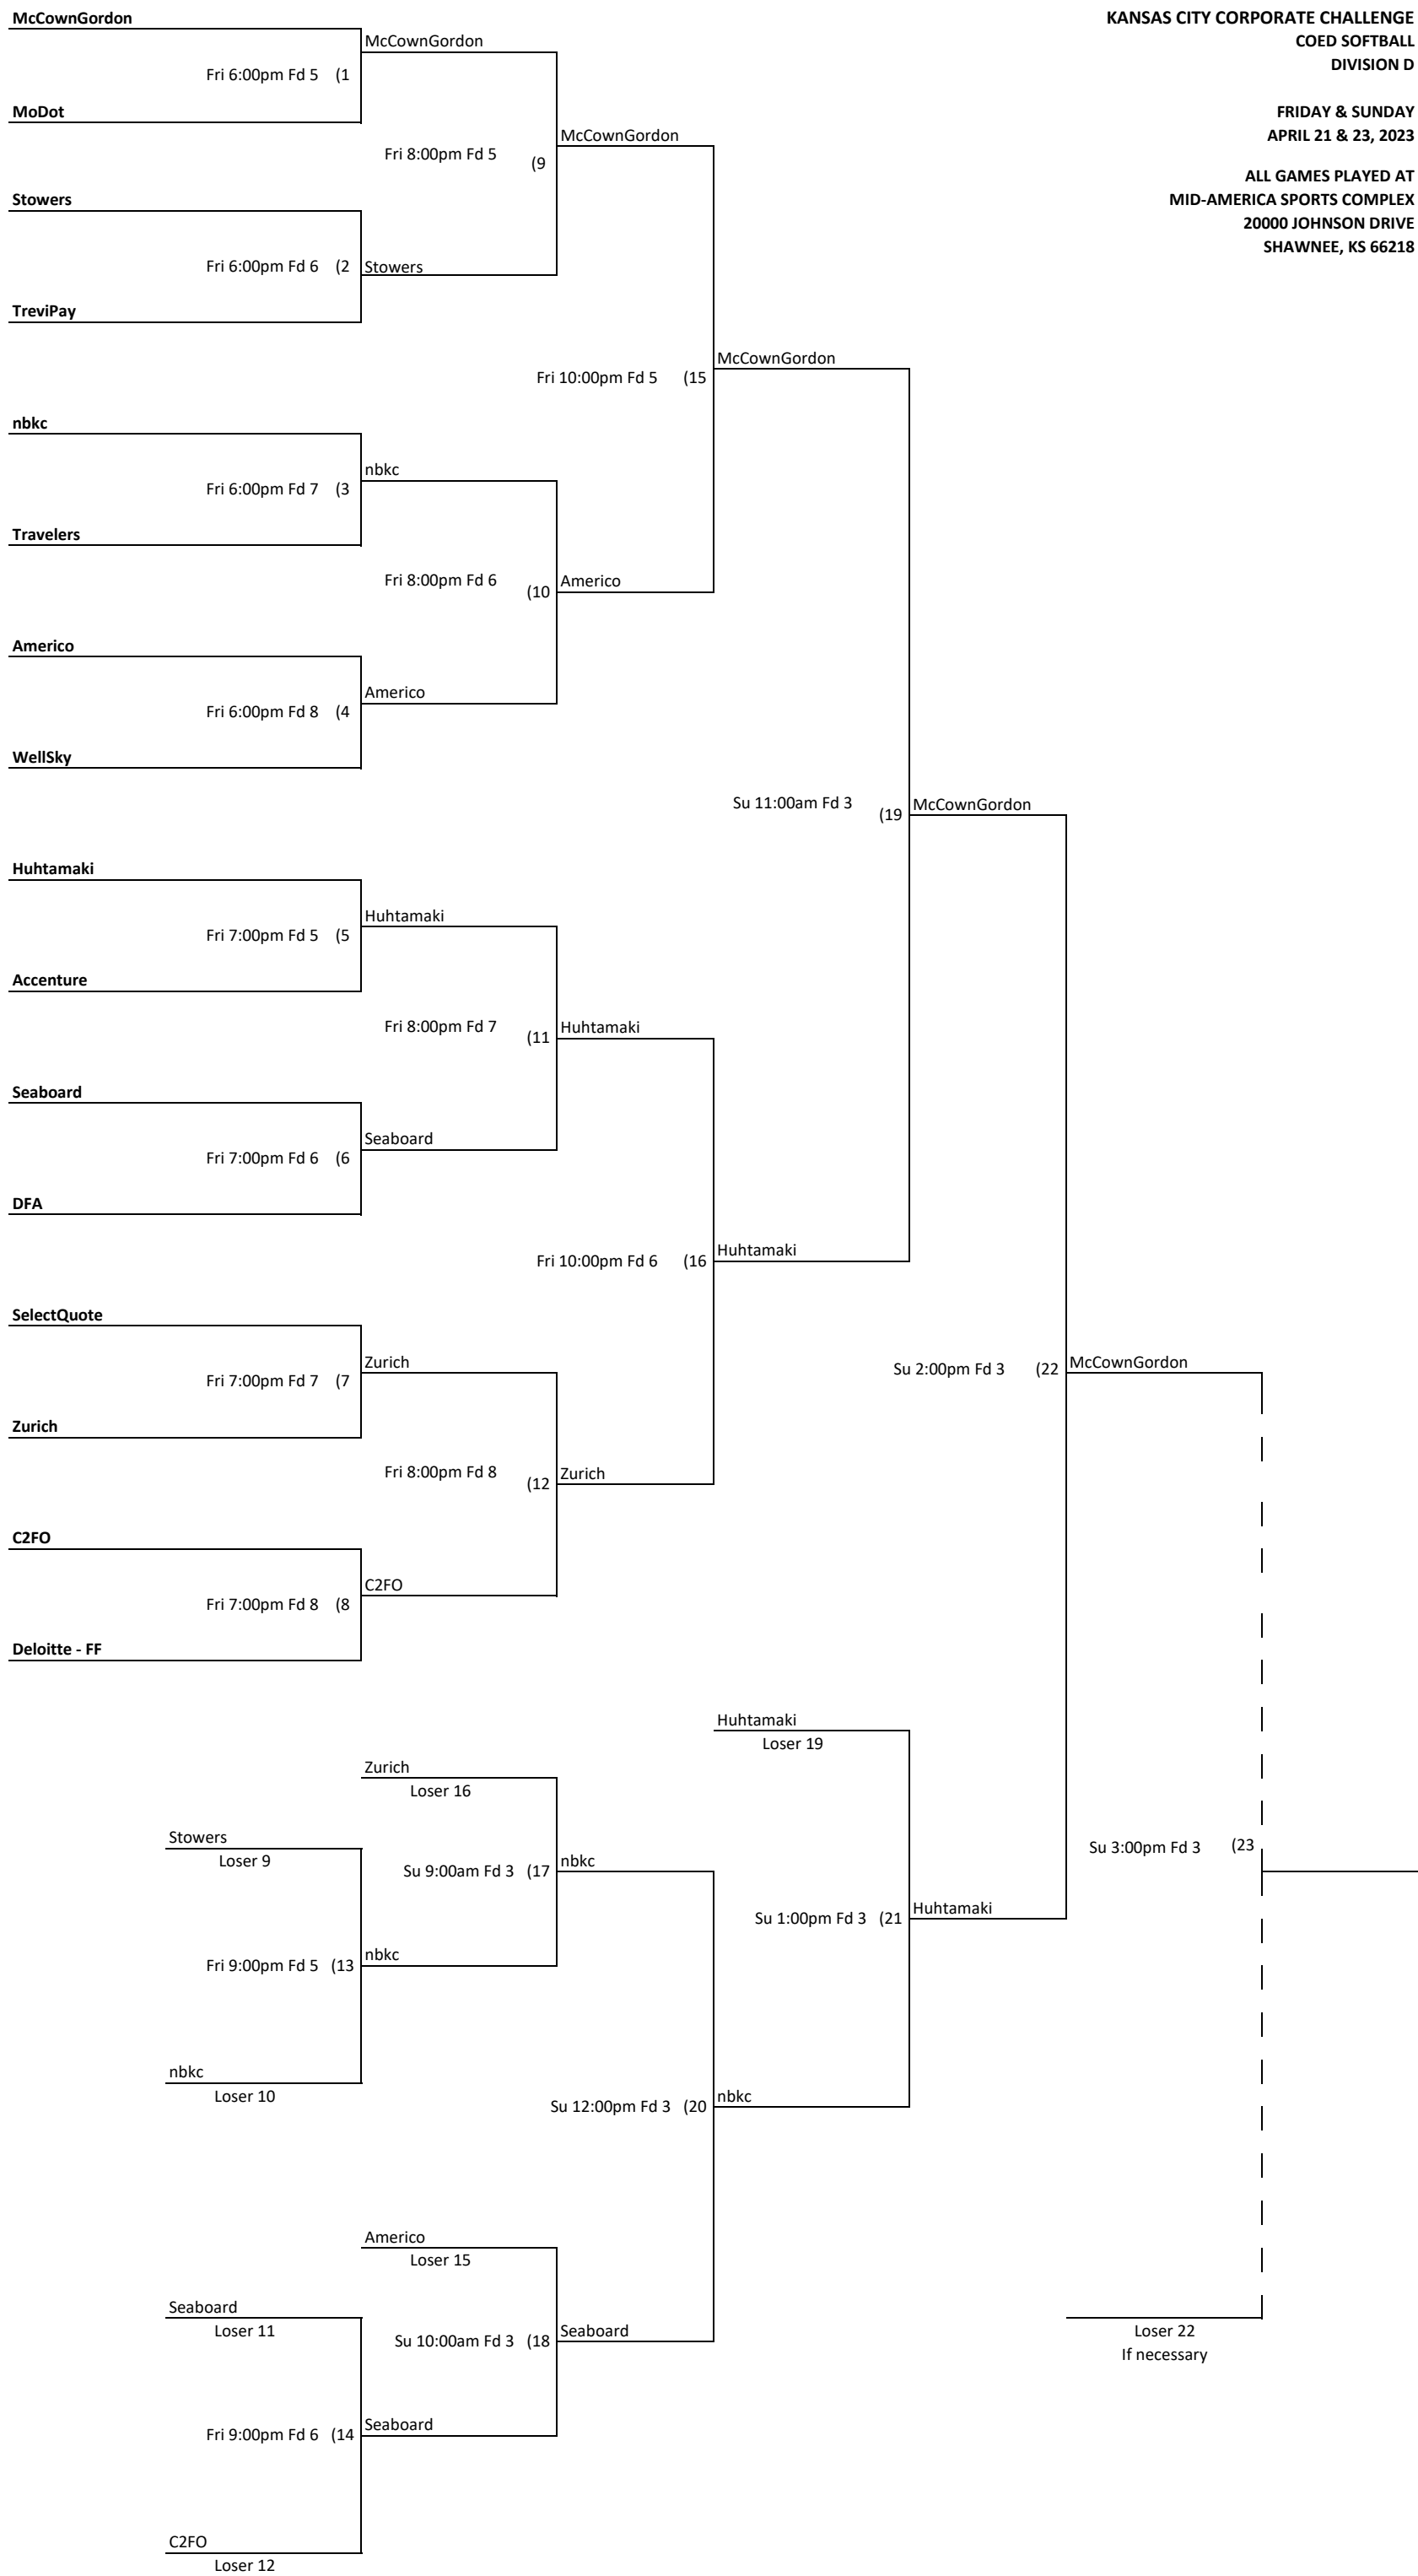 McCownGordon
KANSAS CITY CORPORATE CHALLENGE
McCownGordon
COED SOFTBALL
DIVISION D
Fri 6:00pm Fd 5 (1
MoDot
FRIDAY & SUNDAY
McCownGordon
APRIL 21 & 23, 2023
Fri 8:00pm Fd 5 (9
ALL GAMES PLAYED AT
Stowers
MID-AMERICA SPORTS COMPLEX
20000 JOHNSON DRIVE
SHAWNEE, KS 66218
Fri 6:00pm Fd 6 (2
Stowers
TreviPay
McCownGordon
Fri 10:00pm Fd 5 (15
nbkc
nbkc
Fri 6:00pm Fd 7 (3
Travelers
Fri 8:00pm Fd 6 (10
Americo
Americo
Americo
Fri 6:00pm Fd 8 (4
WellSky
Su 11:00am Fd 3 (19
McCownGordon
Huhtamaki
Huhtamaki
Fri 7:00pm Fd 5 (5
Accenture
Fri 8:00pm Fd 7 (11
Huhtamaki
Seaboard
Seaboard
Fri 7:00pm Fd 6 (6
DFA
Huhtamaki
Fri 10:00pm Fd 6 (16
SelectQuote
Zurich
Su 2:00pm Fd 3 (22
McCownGordon
Fri 7:00pm Fd 7 (7
Zurich
Fri 8:00pm Fd 8 (12
Zurich
C2FO
C2FO
Fri 7:00pm Fd 8 (8
Deloitte - FF
Huhtamaki
Loser 19
Zurich
Loser 16
Stowers
Su 3:00pm Fd 3 (23
Loser 9
Su 9:00am Fd 3 (17
nbkc
Su 1:00pm Fd 3 (21
Huhtamaki
nbkc
Fri 9:00pm Fd 5 (13
nbkc
Loser 10
nbkc
Su 12:00pm Fd 3 (20
Americo
Loser 15
Seaboard
Loser 11
Loser 22
Su 10:00am Fd 3 (18
Seaboard
If necessary
Seaboard
Fri 9:00pm Fd 6 (14
C2FO
Loser 12